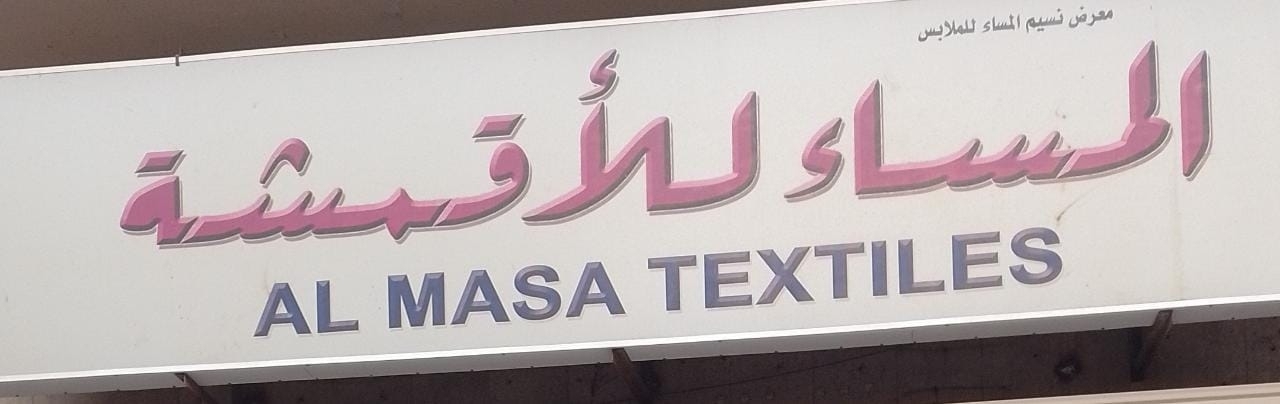 معرض نسيم المساء للملابس
المساء للأقمشة
AL MASA TEXTILES